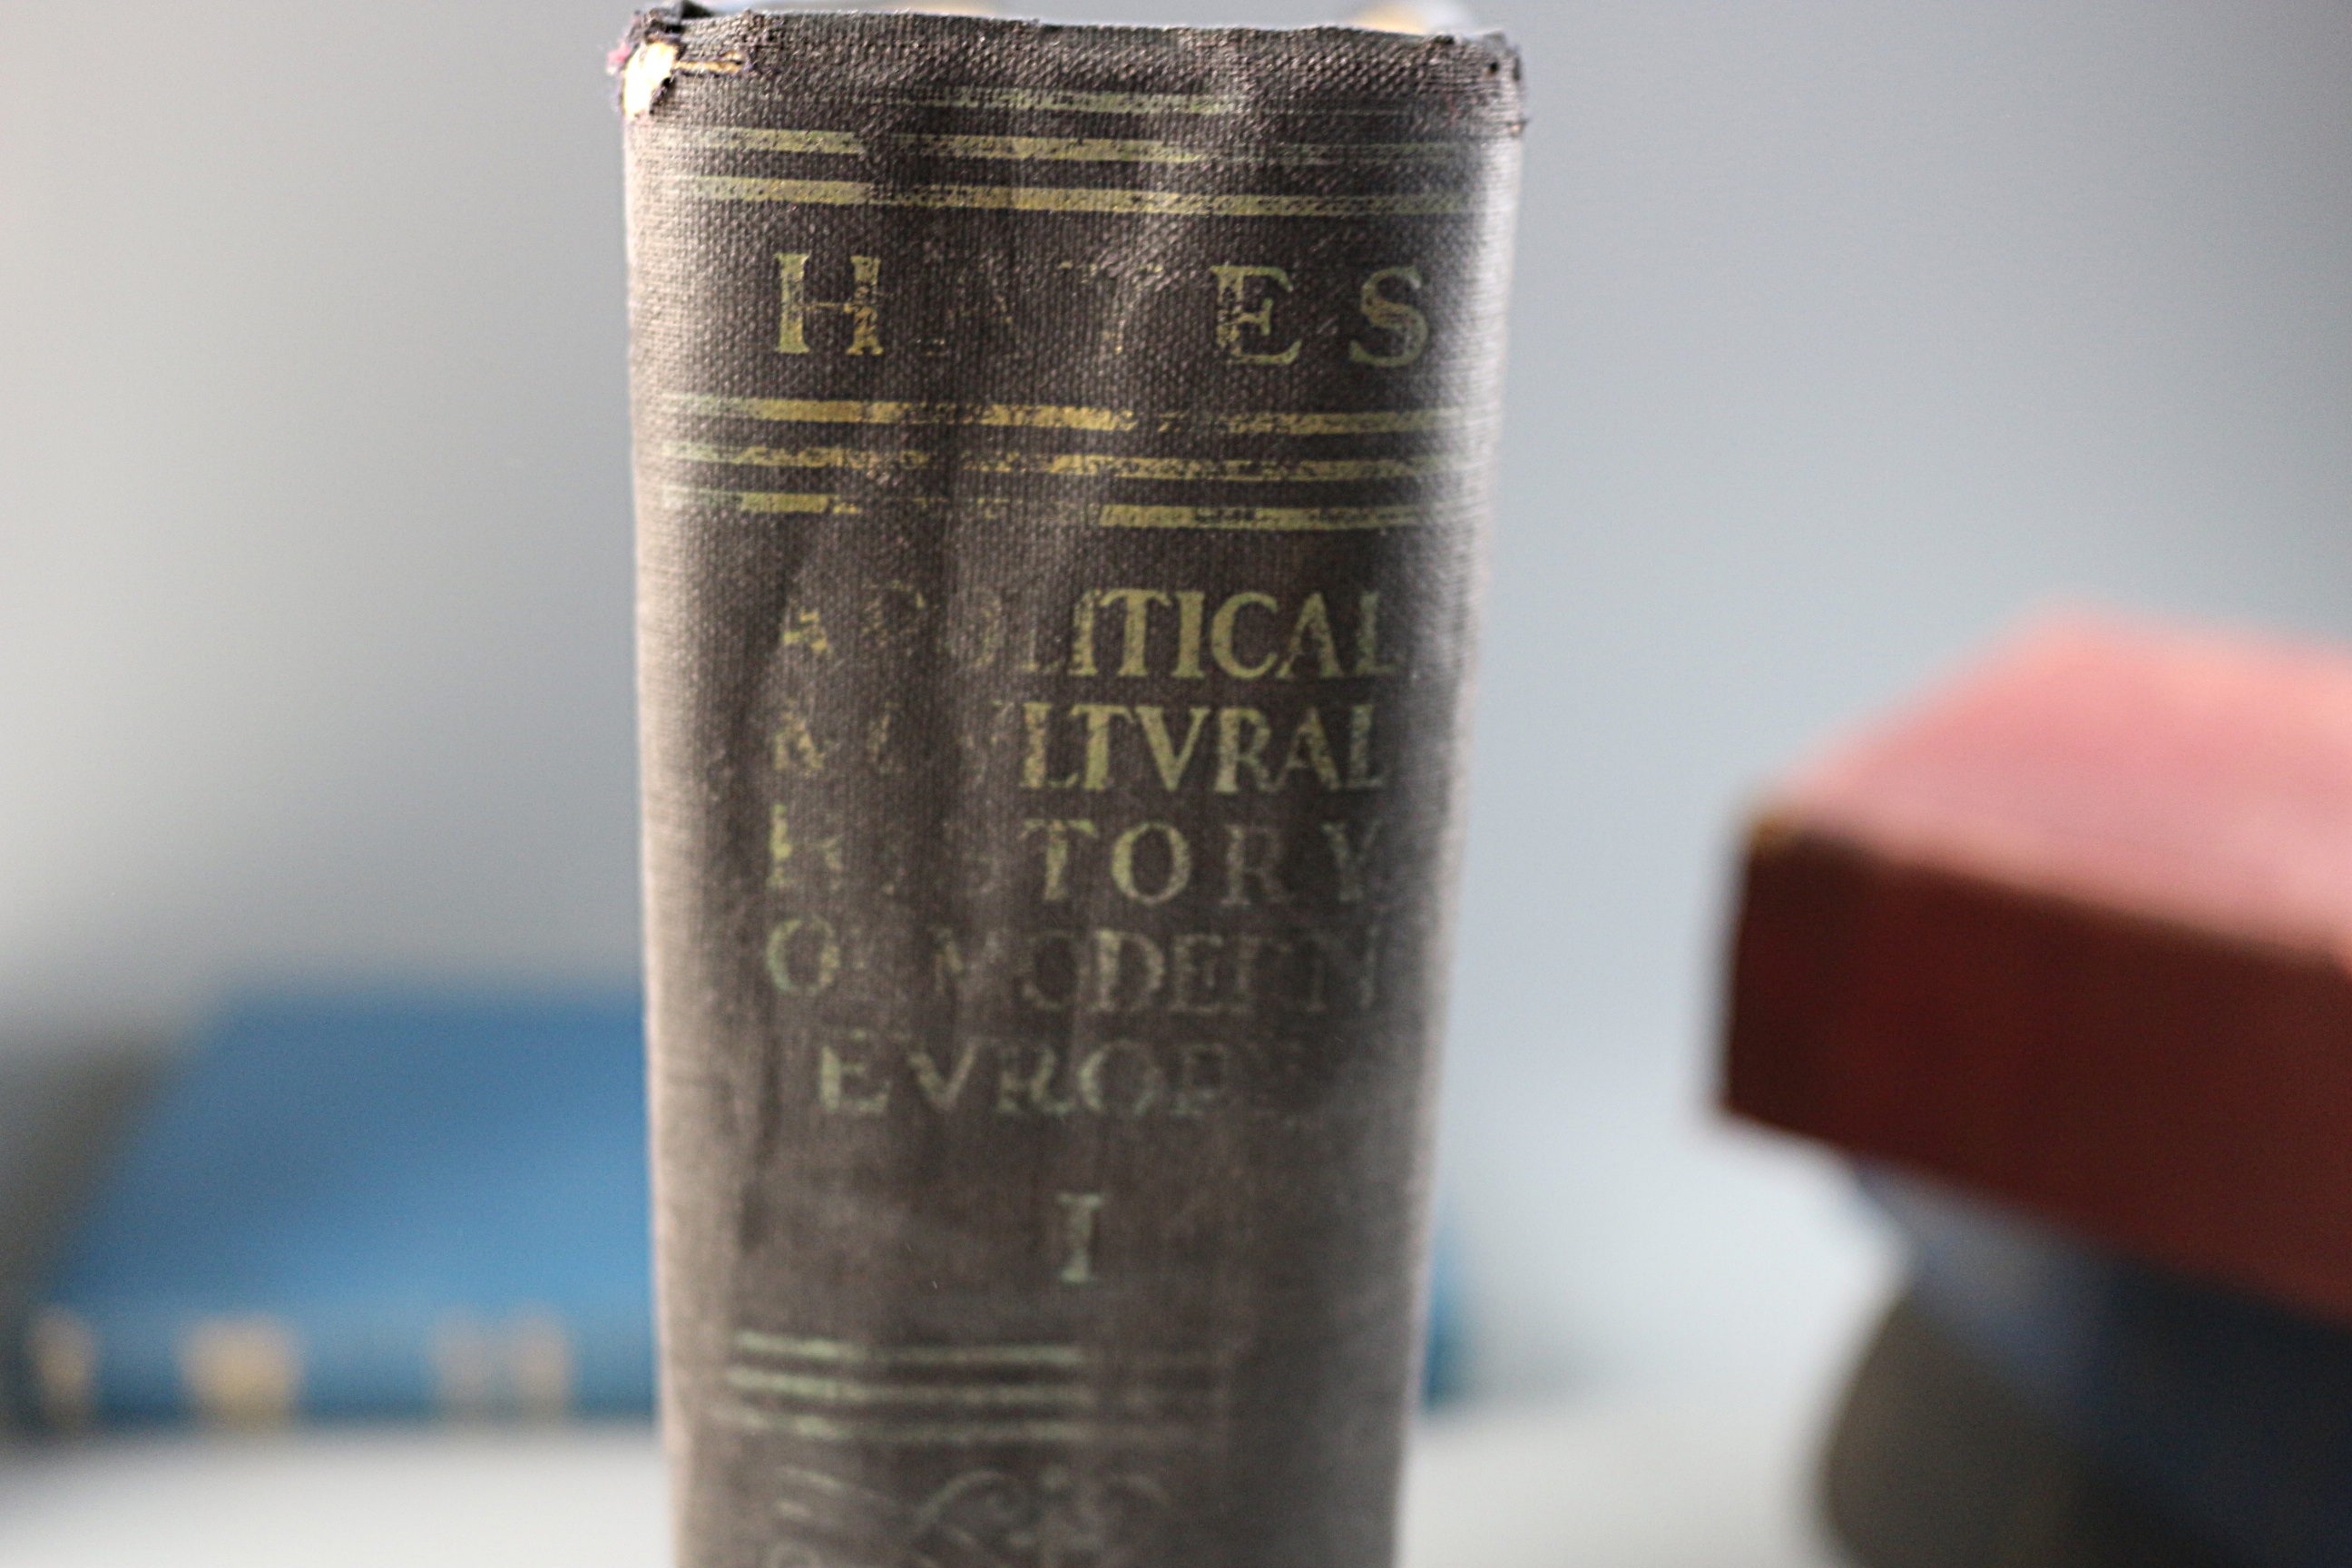 HAYES
A POLITICAL
& CVLTVRAL
HISTORY
OF MODERN
EVROPE
I